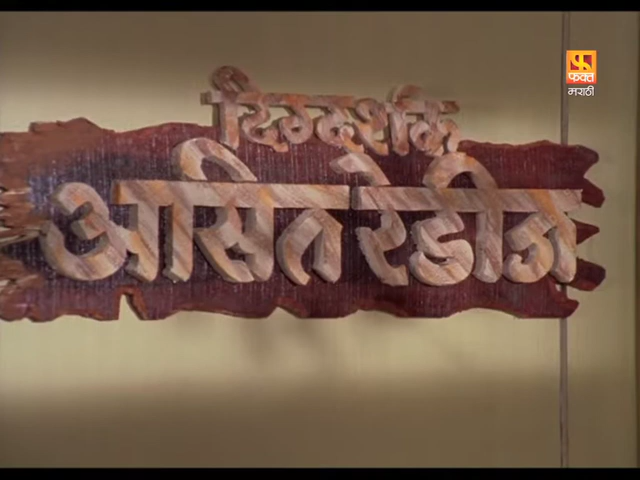 फक्त
मराठी
दिग्दर्शक
असित रेडीज